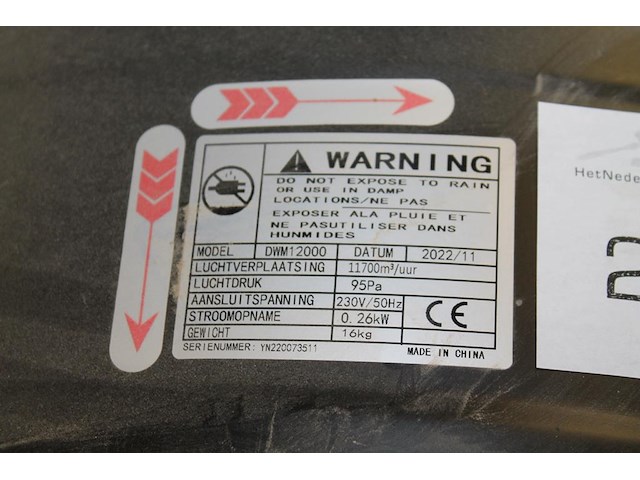 WARNING
DO NOT EXPOSE TO RAIN
OR USE IN DAMP
LOCATIONS/NE PAS
EXPOSER ALA PLUIE ET
NE PASUTILISER DANS
HUNMIDES
MODEL DWM12000 DATUM 2022/11
LUCHTVERPLAATSING 11700m³/uur
LUCHTDRUK 95Pa
AANSLUITSPANNING 230V/50Hz
STROOMOPNAME 0.26kW
GEWICHT 16kg
CE
SERIENUMMER: YN220073511 MADE IN CHINA
HetNede